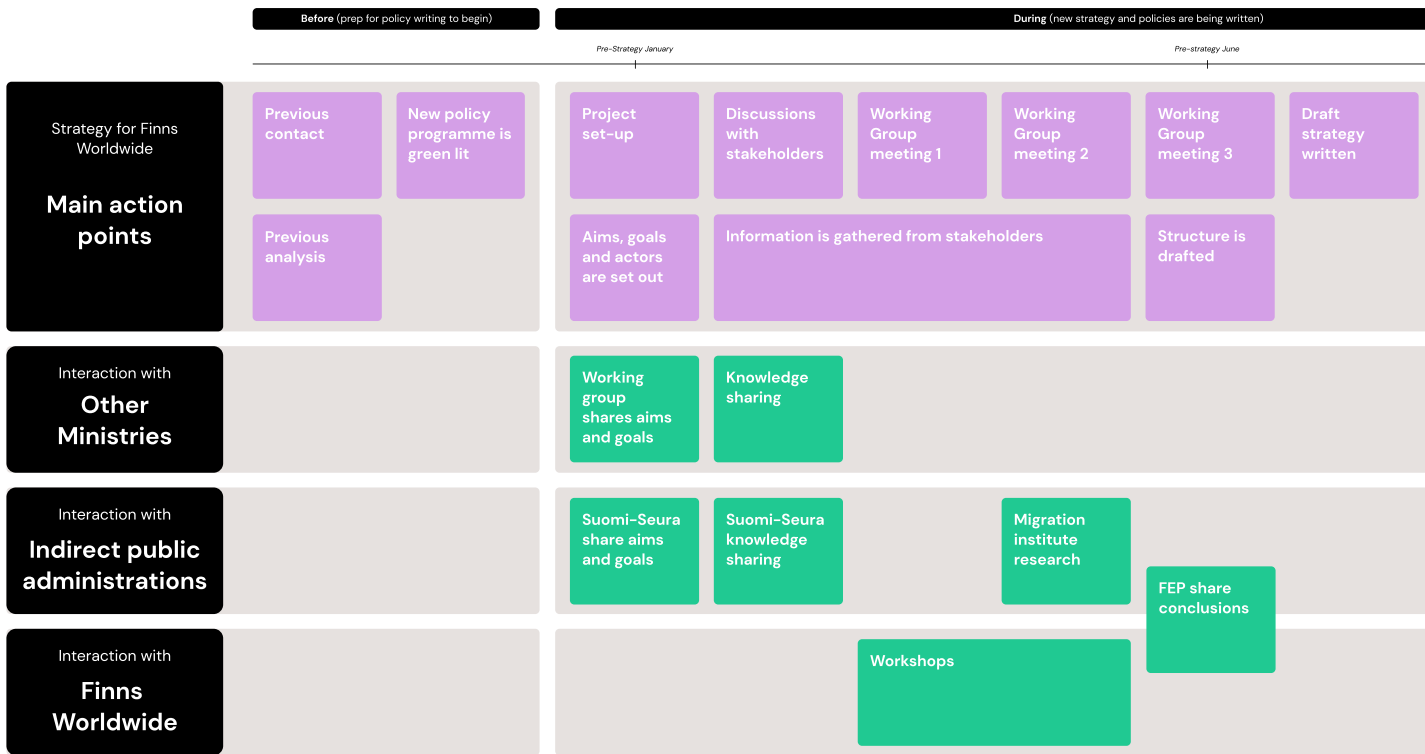 Before (prep for policy writing to begin)
During (new strategy and policies are being written)
Pre-Strategy January
Pre-strategy June
Strategy for Finns
Worldwide
Main action
points
Previous
contact
New policy
programme is
green lit
Project
set-up
Discussions
with
stakeholders
Working
Group
meeting 1
Working
Group
meeting 2
Working
Group
meeting 3
Draft
strategy
written
Previous
analysis
Aims, goals
and actors
are set out
Information is gathered from stakeholders
Structure is
drafted
Interaction with
Other
Ministries
Working
group
shares aims
and goals
Knowledge
sharing
Interaction with
Indirect public
administrations
Suomi-Seura
share aims
and goals
Suomi-Seura
knowledge
sharing
Migration
institute
research
FEP share
conclusions
Interaction with
Finns
Worldwide
Workshops